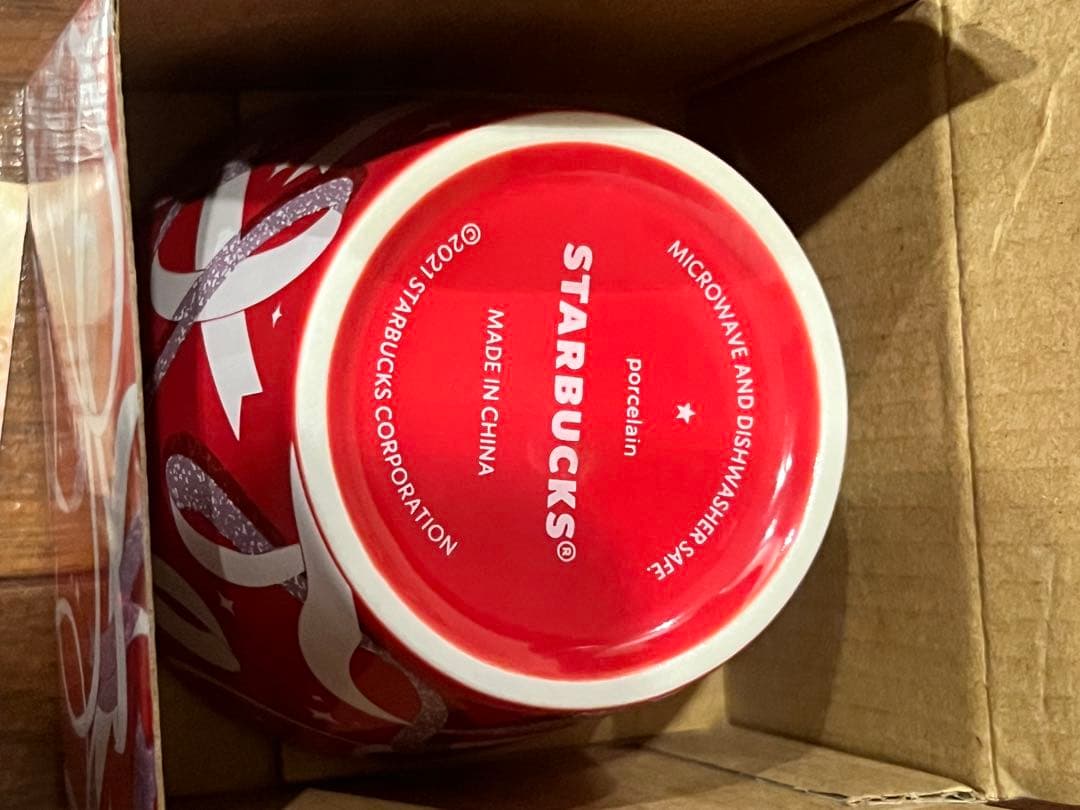 MICROWAVE AND DISHWASHER SAFE.
porcelain
STARBUCKS®
MADE IN CHINA
©2021 STARBUCKS CORPORATION